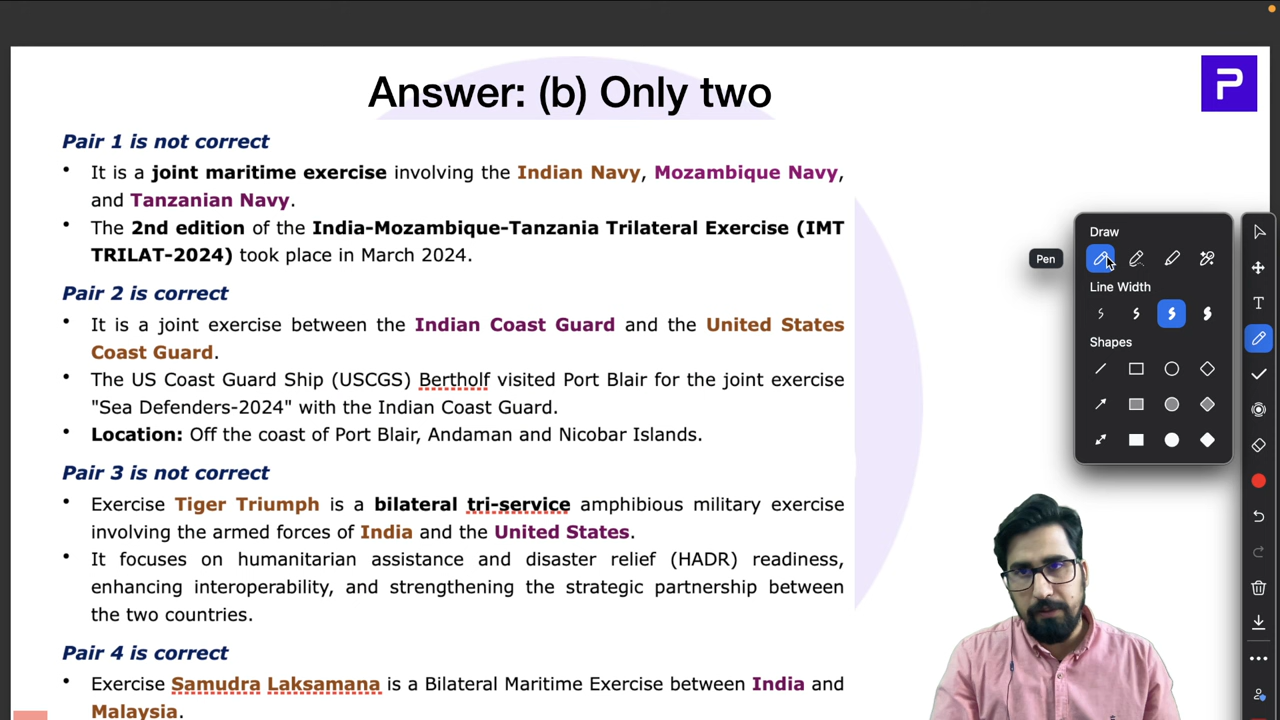 Answer: (b) Only two
P
Pair 1 is not correct
• It is a joint maritime exercise involving the Indian Navy, Mozambique Navy,
and Tanzanian Navy.
• The 2nd edition of the India-Mozambique-Tanzania Trilateral Exercise (IMT
TRILAT-2024) took place in March 2024.
Pair 2 is correct
• It is a joint exercise between the Indian Coast Guard and the United States
Coast Guard.
• The US Coast Guard Ship (USCGS) Bertholf visited Port Blair for the joint exercise
"Sea Defenders-2024" with the Indian Coast Guard.
• Location: Off the coast of Port Blair, Andaman and Nicobar Islands.
Pair 3 is not correct
• Exercise Tiger Triumph is a bilateral tri-service amphibious military exercise
involving the armed forces of India and the United States.
• It focuses on humanitarian assistance and disaster relief (HADR) readiness,
enhancing interoperability, and strengthening the strategic partnership between
the two countries.
Pair 4 is correct
• Exercise Samudra Laksamana is a Bilateral Maritime Exercise between India and
Malaysia.
Draw
Pen
Line Width
Shapes
T